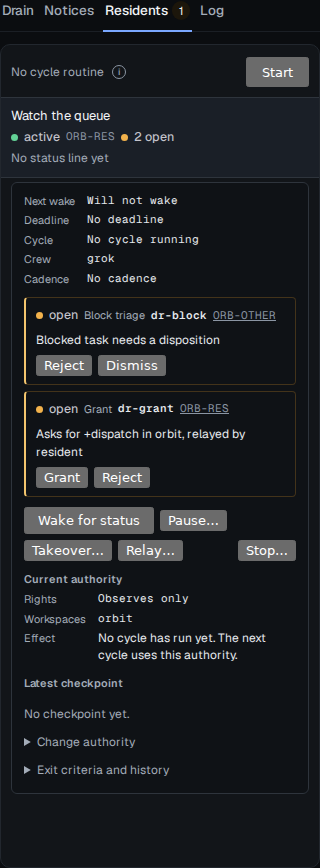 Drain Notices Residents 1 Log
No cycle routine i Start
Watch the queue
active ORB-RES 2 open
No status line yet
Next wake Will not wake
Deadline No deadline
Cycle No cycle running
Crew grok
Cadence No cadence
open Block triage dr-block ORB-OTHER
Blocked task needs a disposition
Reject Dismiss
open Grant dr-grant ORB-RES
Asks for +dispatch in orbit, relayed by
resident
Grant Reject
Wake for status Pause...
Takeover... Relay... Stop...
Current authority
Rights Observes only
Workspaces orbit
Effect No cycle has run yet. The next
cycle uses this authority.
Latest checkpoint
No checkpoint yet.
Change authority
Exit criteria and history